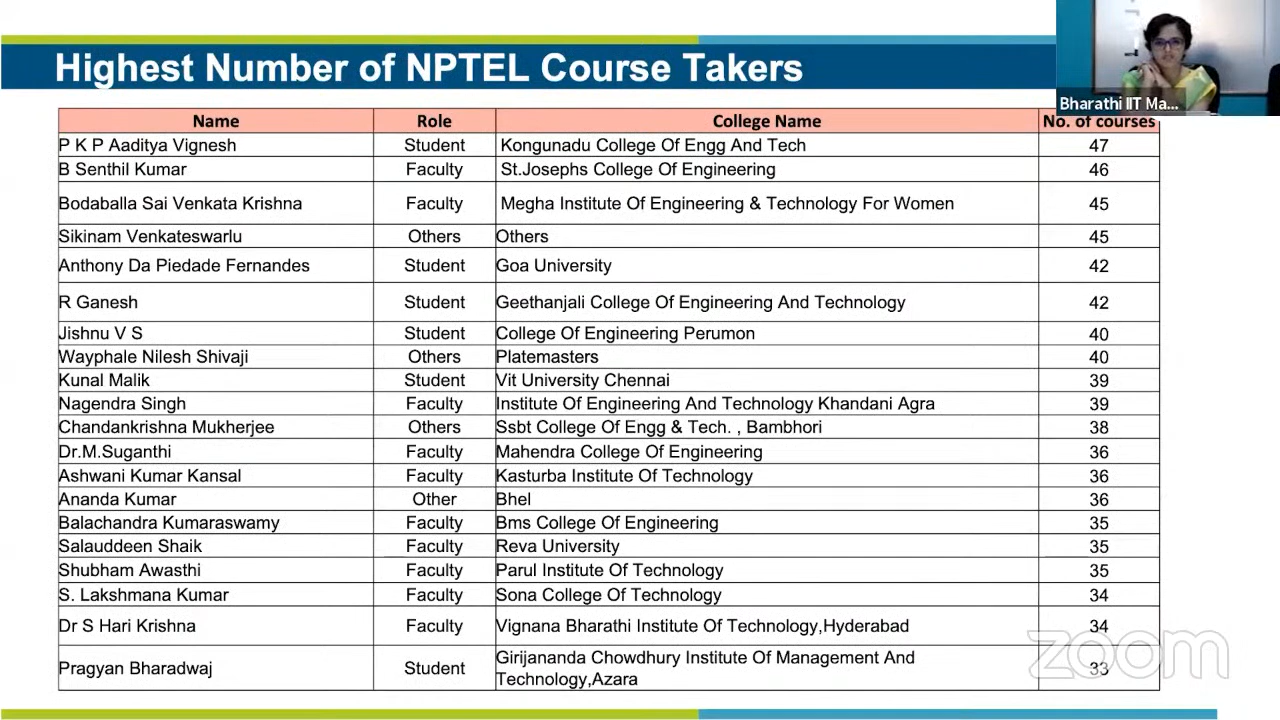 Highest Number of NPTEL Course Takers
Bharathi IIT Ma...
Name Role College Name No. of courses
P K P Aaditya Vignesh Student Kongunadu College Of Engg And Tech 47
B Senthil Kumar Faculty St.Josephs College Of Engineering 46
Bodaballa Sai Venkata Krishna Faculty Megha Institute Of Engineering & Technology For Women 45
Sikinam Venkateswarlu Others Others 45
Anthony Da Piedade Fernandes Student Goa University 42
R Ganesh Student Geethanjali College Of Engineering And Technology 42
Jishnu V S Student College Of Engineering Perumon 40
Wayphale Nilesh Shivaji Others Platemasters 40
Kunal Malik Student Vit University Chennai 39
Nagendra Singh Faculty Institute Of Engineering And Technology Khandani Agra 39
Chandankrishna Mukherjee Others Ssbt College Of Engg & Tech. , Bambhori 38
Dr.M.Suganthi Faculty Mahendra College Of Engineering 36
Ashwani Kumar Kansal Faculty Kasturba Institute Of Technology 36
Ananda Kumar Other Bhel 36
Balachandra Kumaraswamy Faculty Bms College Of Engineering 35
Salauddeen Shaik Faculty Reva University 35
Shubham Awasthi Faculty Parul Institute Of Technology 35
S. Lakshmana Kumar Faculty Sona College Of Technology 34
Dr S Hari Krishna Faculty Vignana Bharathi Institute Of Technology,Hyderabad 34
Pragyan Bharadwaj Student Girijananda Chowdhury Institute Of Management And
Technology,Azara 33
zoom